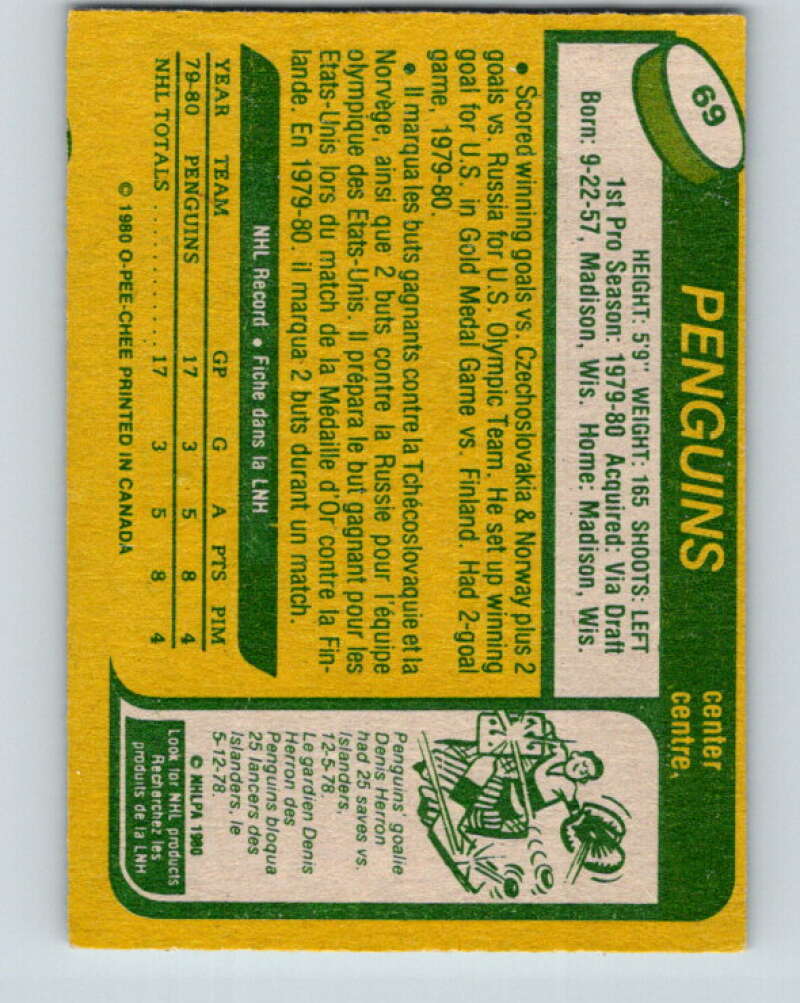 69
PENGUINS
center
centre
HEIGHT: 5'9" WEIGHT: 165 SHOOTS: LEFT
1st Pro Season: 1979-80 Acquired: Via Draft
Born: 9-22-57, Madison, Wis. Home: Madison, Wis.
• Scored winning goals vs. Czechoslovakia & Norway plus 2
goals vs. Russia for U.S. Olympic Team. He set up winning
goal for U.S. in Gold Medal Game vs. Finland. Had 2-goal
game, 1979-80.
• Il marqua les buts gagnants contre la Tchécoslovaquie et la
Norvège, ainsi que 2 buts contre la Russie pour l'équipe
olympique des Etats-Unis. Il prépara le but gagnant pour les
Etats-Unis lors du match de la Médaille d'Or contre la Fin-
lande. En 1979-80. il marqua 2 buts durant un match.
NHL Record • Fiche dans la LNH
YEAR TEAM GP G A PTS PIM
79-80 PENGUINS 17 3 5 8 4
NHL TOTALS .......... 17 3 5 8 4
© 1980 O-PEE-CHEE PRINTED IN CANADA
Penguins' goalie
Denis Herron
had 25 saves vs.
Islanders,
12-5-78.
Le gardien Denis
Herron des
Penguins bloqua
25 lancers des
Islanders, le
5-12-78.
© NHLPA 1980
Look for NHL products
Recherchez les
produits de la LNH